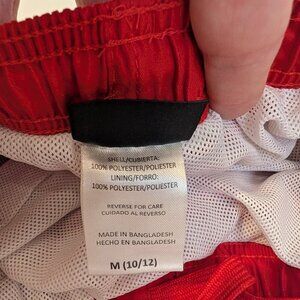 SHELL/CUBIERTA:
100% POLYESTER/POLIESTER
LINING/FORRO:
100% POLYESTER/POLIESTER
REVERSE FOR CARE
CUIDADO AL REVERSO
MADE IN BANGLADESH
HECHO EN BANGLADESH
M (10/12)